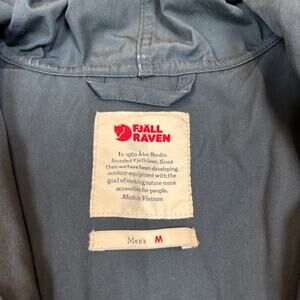 FJÄLL
RÄVEN
In 1960 Åke Nordin
founded Fjällräven. Since
then we have been developing
outdoor equipment with the
goal of making nature more
accessible for people.
Made in Vietnam
Men's M